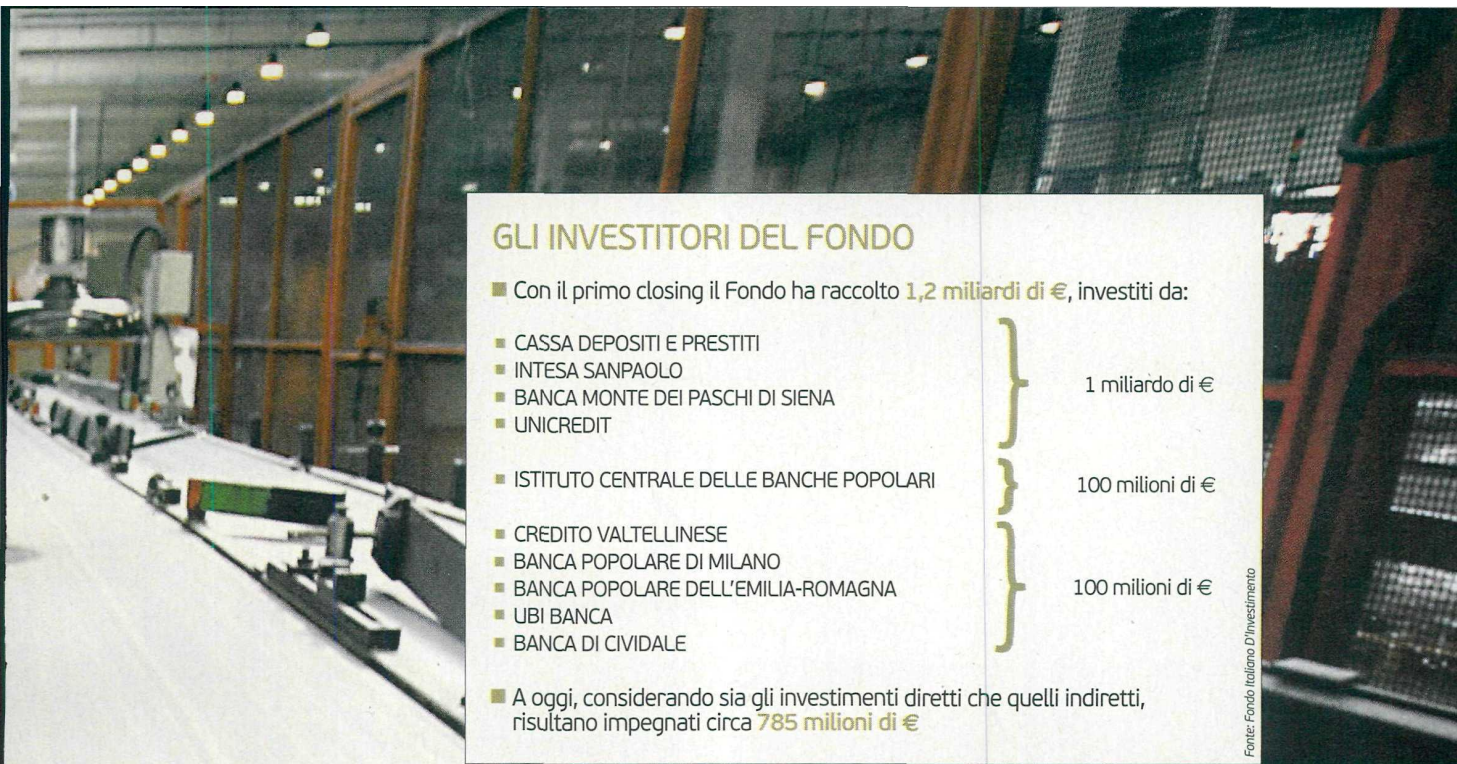 GLI INVESTITORI DEL FONDO
■ Con il primo closing il Fondo ha raccolto 1,2 miliardi di €, investiti da:
■ CASSA DEPOSITI E PRESTITI
■ INTESA SANPAOLO
■ BANCA MONTE DEI PASCHI DI SIENA
■ UNICREDIT
1 miliardo di €
■ ISTITUTO CENTRALE DELLE BANCHE POPOLARI
100 milioni di €
■ CREDITO VALTELLINESE
■ BANCA POPOLARE DI MILANO
■ BANCA POPOLARE DELL'EMILIA-ROMAGNA
■ UBI BANCA
■ BANCA DI CIVIDALE
100 milioni di €
■ A oggi, considerando sia gli investimenti diretti che quelli indiretti,
risultano impegnati circa 785 milioni di €
Fonte: Fondo Italiano D'Investimento